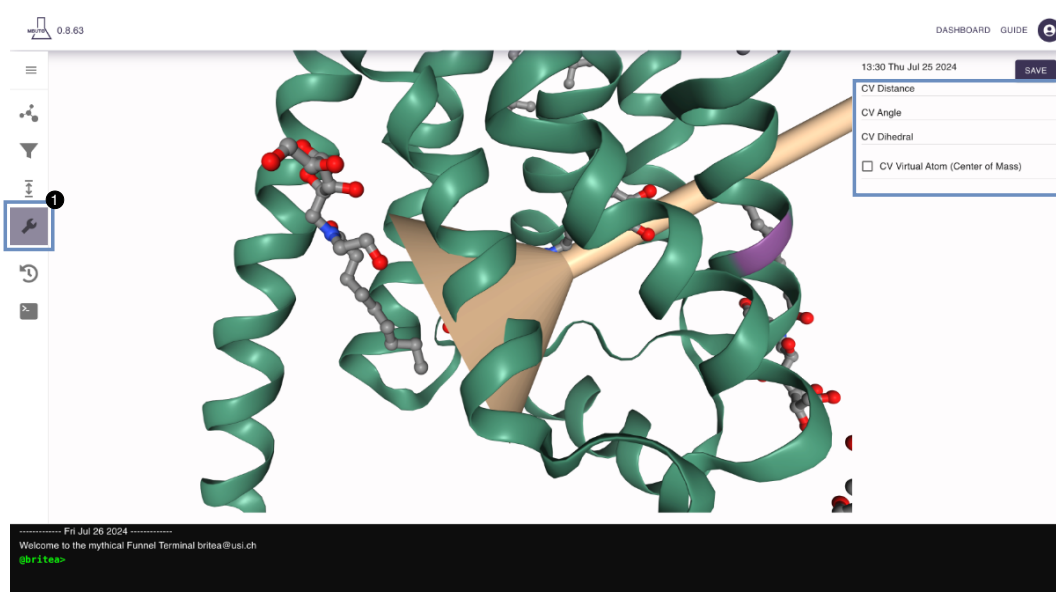 0.8.63
DASHBOARD GUIDE
13:30 Thu Jul 25 2024
SAVE
CV Distance
CV Angle
CV Dihedral
CV Virtual Atom (Center of Mass)
1
------------- Fri Jul 26 2024 -------------
Welcome to the mythical Funnel Terminal britea@usi.ch
@britea>